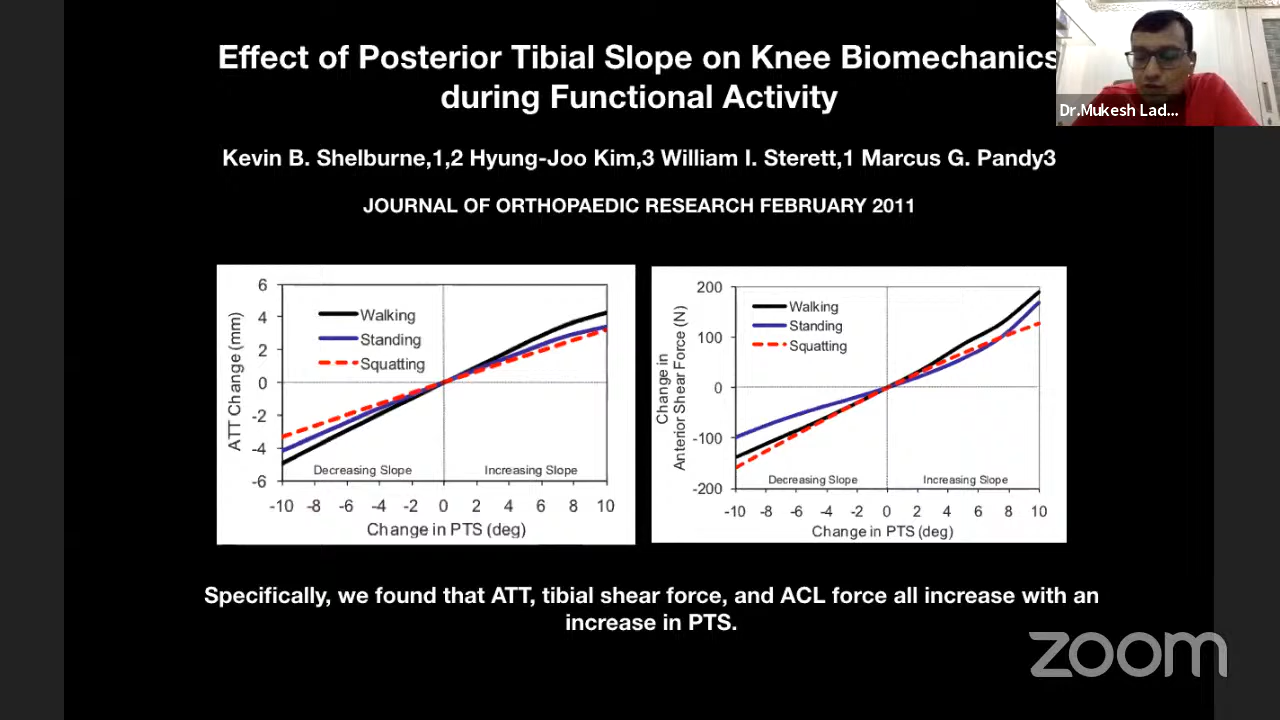 Effect of Posterior Tibial Slope on Knee Biomechanics
during Functional Activity
Dr.Mukesh Lad...
Kevin B. Shelburne,1,2 Hyung-Joo Kim,3 William I. Sterett,1 Marcus G. Pandy3
JOURNAL OF ORTHOPAEDIC RESEARCH FEBRUARY 2011
ATT Change (mm)
6
4
2
0
-2
-4
-6
Walking
Standing
Squatting
Decreasing Slope
Increasing Slope
-10 -8 -6 -4 -2 0 2 4 6 8 10
Change in PTS (deg)
Change in
Anterior Shear Force (N)
200
100
0
-100
-200
Walking
Standing
Squatting
Decreasing Slope
Increasing Slope
-10 -8 -6 -4 -2 0 2 4 6 8 10
Change in PTS (deg)
Specifically, we found that ATT, tibial shear force, and ACL force all increase with an
increase in PTS.
zoom